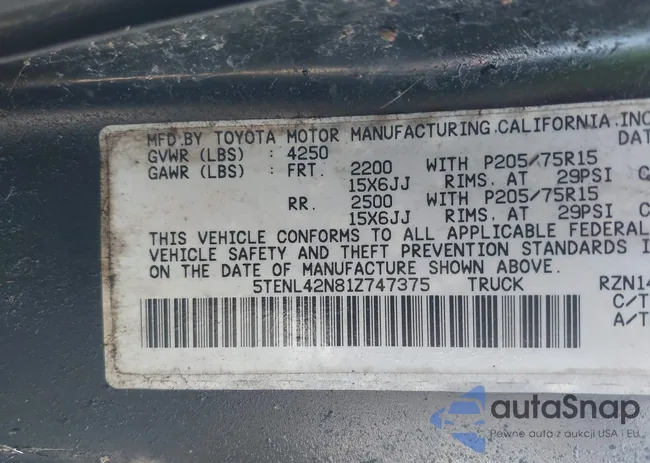 MFD.BY TOYOTA MOTOR MANUFACTURING.CALIFORNIA.INC
DAT
GVWR (LBS) : 4250
GAWR (LBS) : FRT. 2200 WITH P205/75R15
15X6JJ RIMS. AT 29PSI C
RR. 2500 WITH P205/75R15
15X6JJ RIMS. AT 29PSI C
THIS VEHICLE CONFORMS TO ALL APPLICABLE FEDERAL
VEHICLE SAFETY AND THEFT PREVENTION STANDARDS I
ON THE DATE OF MANUFACTURE SHOWN ABOVE.
5TENL42N81Z747375 TRUCK RZN14
C/T
A/T
autaSnap
Pewne auta z aukcji USA i EU